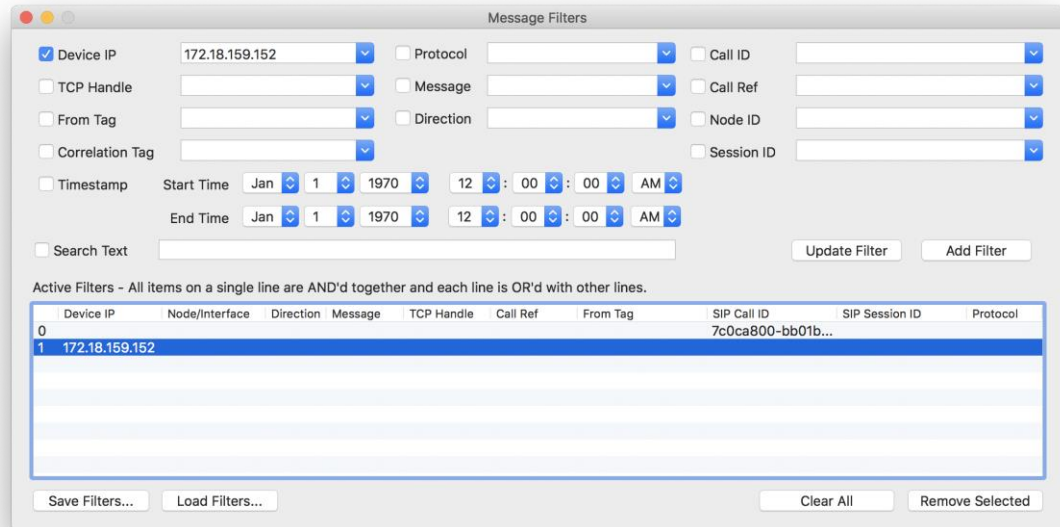 Message Filters
Device IP 172.18.159.152 Protocol Call ID
TCP Handle Message Call Ref
From Tag Direction Node ID
Correlation Tag Session ID
Timestamp Start Time Jan 1 1970 12 : 00 : 00 AM
End Time Jan 1 1970 12 : 00 : 00 AM
Search Text Update Filter Add Filter
Active Filters - All items on a single line are AND'd together and each line is OR'd with other lines.
Device IP Node/Interface Direction Message TCP Handle Call Ref From Tag SIP Call ID SIP Session ID Protocol
0 7c0ca800-bb01b...
1 172.18.159.152
Save Filters... Load Filters... Clear All Remove Selected